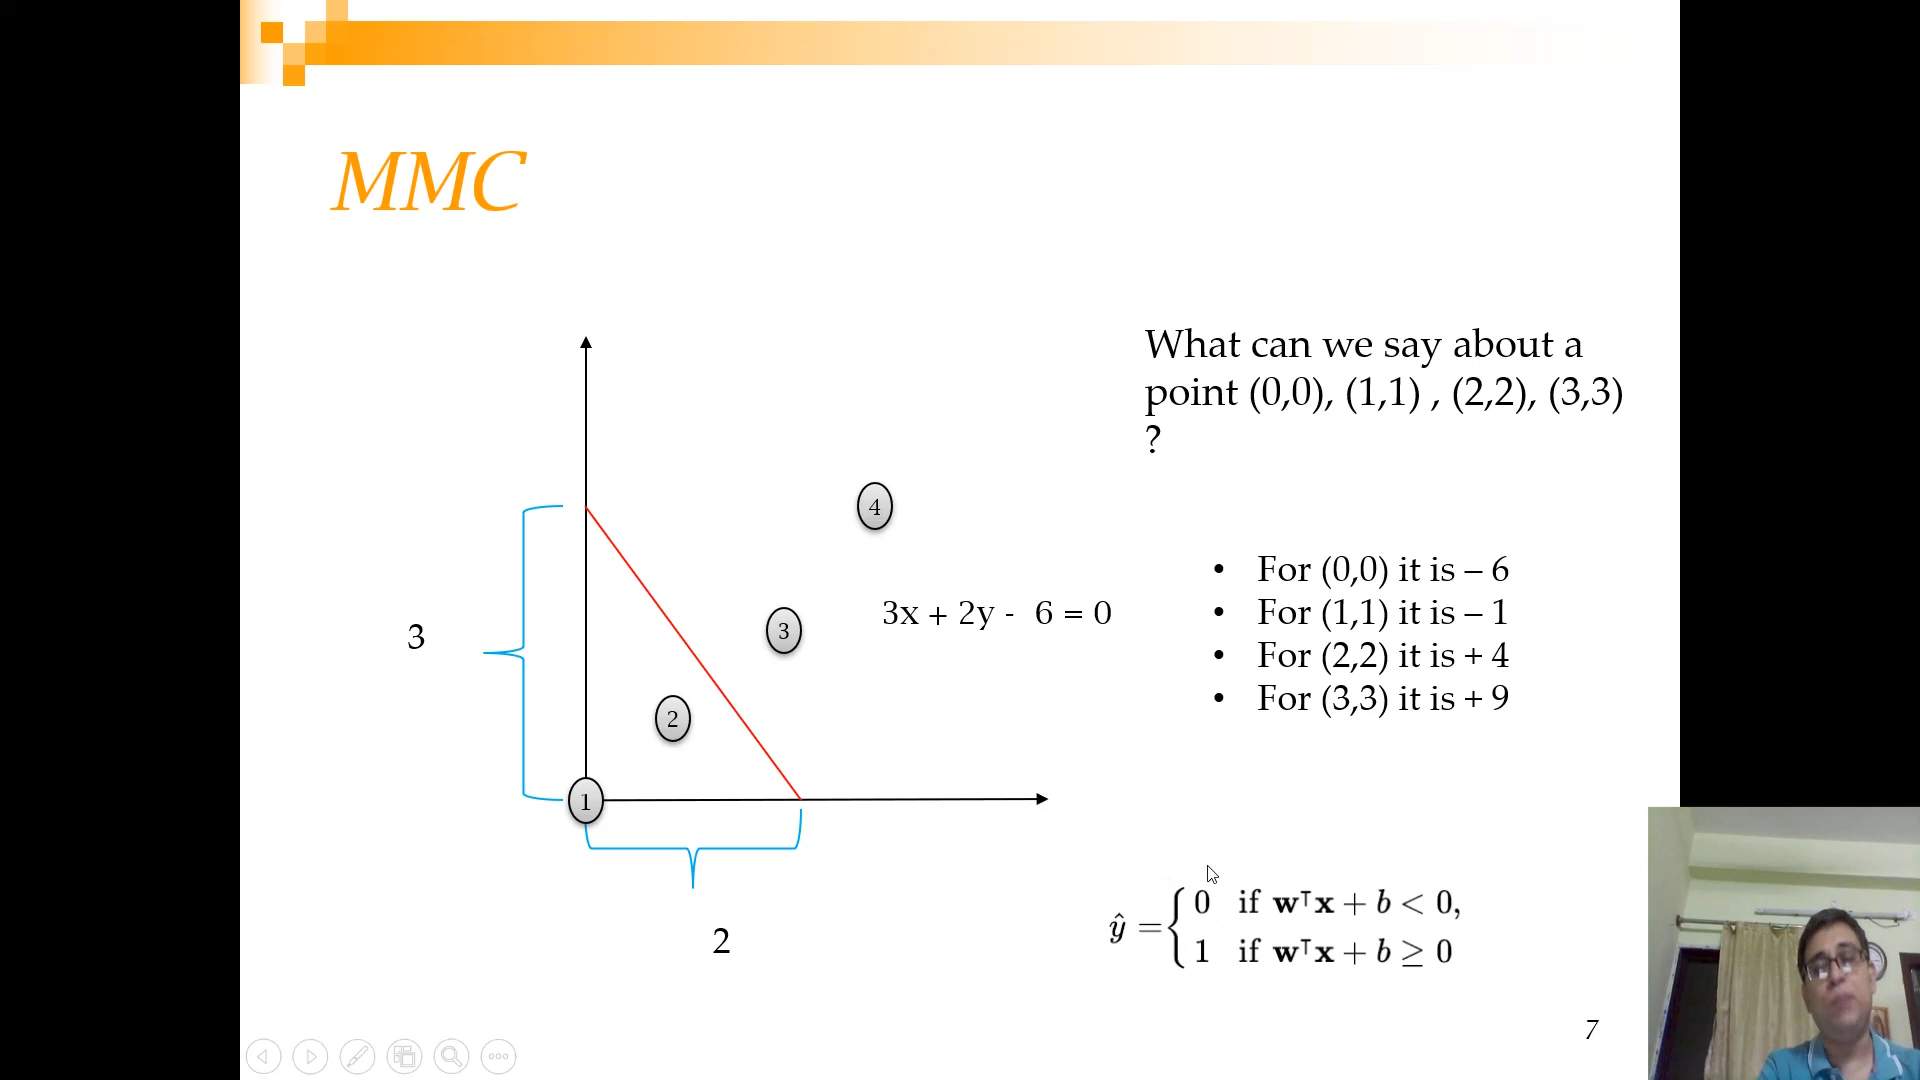 MMC
What can we say about a
point (0,0), (1,1) , (2,2), (3,3)
?
4
3x + 2y - 6 = 0
3
3
2
1
2
• For (0,0) it is – 6
• For (1,1) it is – 1
• For (2,2) it is + 4
• For (3,3) it is + 9
ŷ = { 0 if w⊤x + b < 0,
1 if w⊤x + b ≥ 0
7